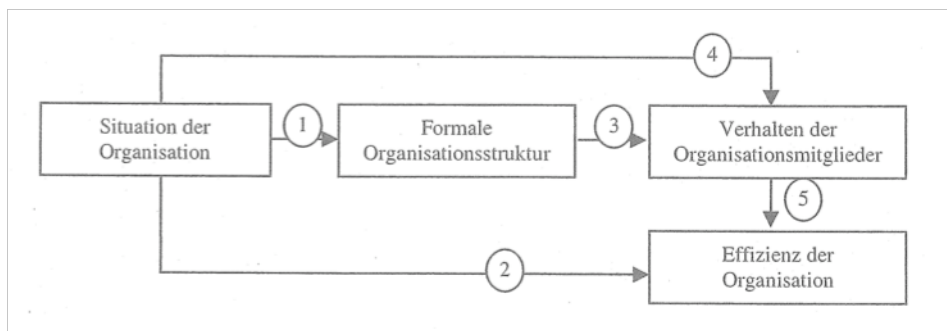 4
Situation der
Organisation
1
Formale
Organisationsstruktur
3
Verhalten der
Organisationsmitglieder
5
Effizienz der
Organisation
2